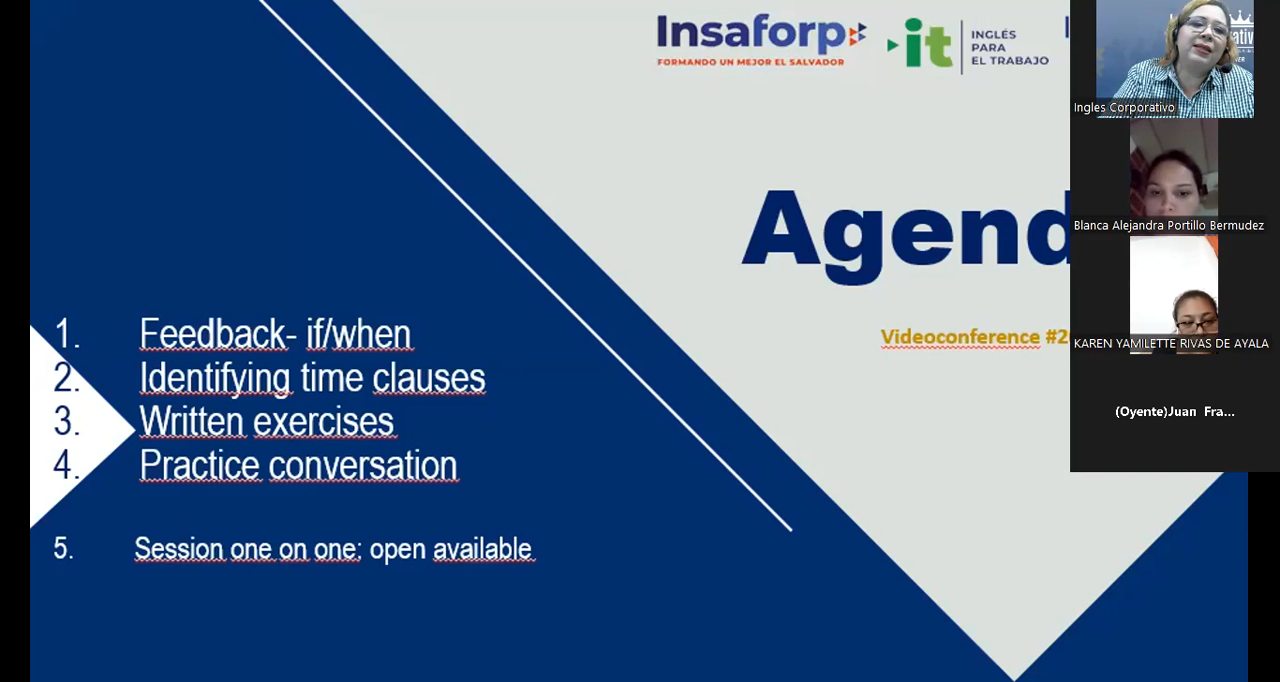 Insaforp
FORMANDO UN MEJOR EL SALVADOR
it
INGLÉS
PARA
EL TRABAJO
Ingles Corporativo
Blanca Alejandra Portillo Bermudez
KAREN YAMILETTE RIVAS DE AYALA
(Oyente)Juan Fra...
Agend
Videoconference #2
1. Feedback- if/when
2. Identifying time clauses
3. Written exercises
4. Practice conversation
5. Session one on one; open available